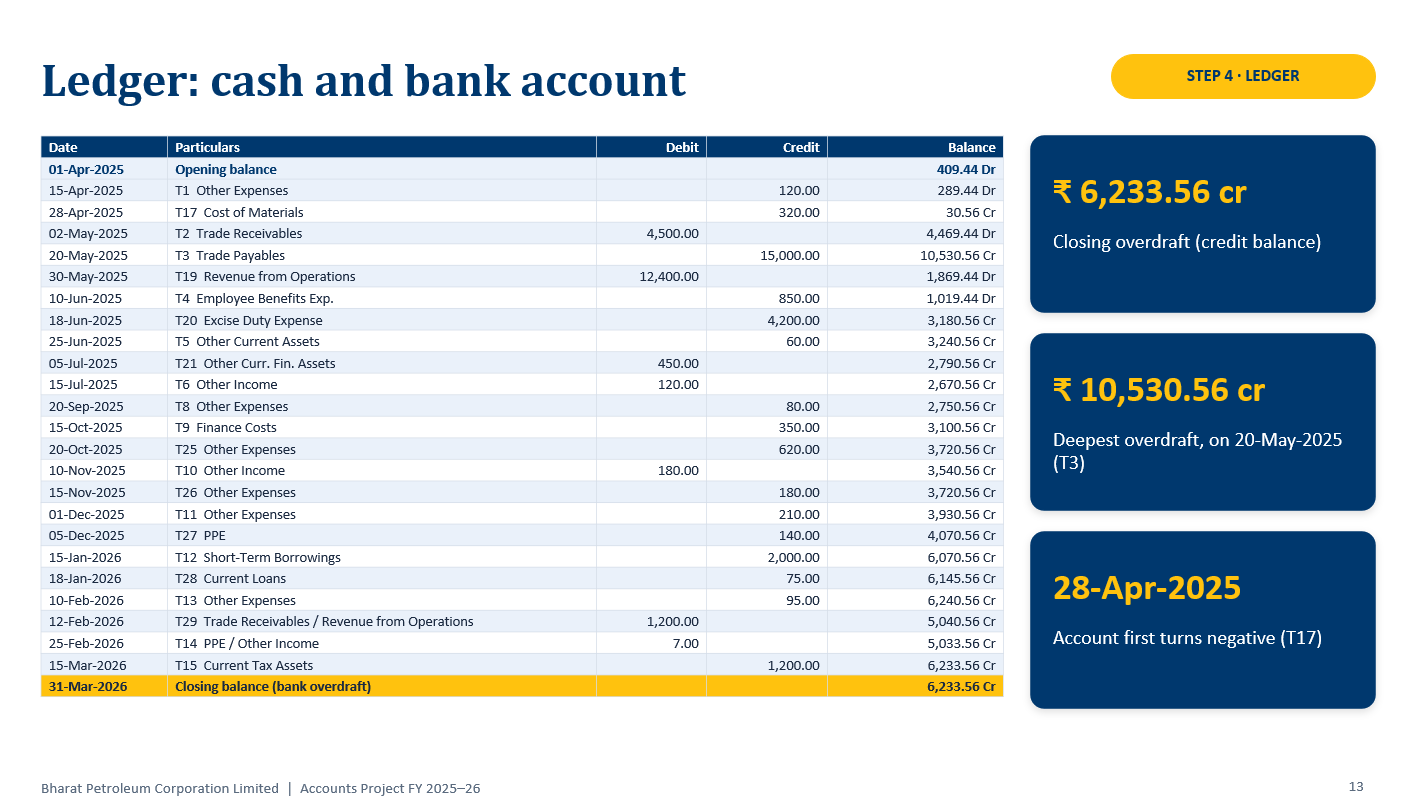 Ledger: cash and bank account
STEP 4 · LEDGER
Date Particulars Debit Credit Balance
01-Apr-2025 Opening balance 409.44 Dr
15-Apr-2025 T1 Other Expenses 120.00 289.44 Dr
28-Apr-2025 T17 Cost of Materials 320.00 30.56 Cr
02-May-2025 T2 Trade Receivables 4,500.00 4,469.44 Dr
20-May-2025 T3 Trade Payables 15,000.00 10,530.56 Cr
30-May-2025 T19 Revenue from Operations 12,400.00 1,869.44 Dr
10-Jun-2025 T4 Employee Benefits Exp. 850.00 1,019.44 Dr
18-Jun-2025 T20 Excise Duty Expense 4,200.00 3,180.56 Cr
25-Jun-2025 T5 Other Current Assets 60.00 3,240.56 Cr
05-Jul-2025 T21 Other Curr. Fin. Assets 450.00 2,790.56 Cr
15-Jul-2025 T6 Other Income 120.00 2,670.56 Cr
20-Sep-2025 T8 Other Expenses 80.00 2,750.56 Cr
15-Oct-2025 T9 Finance Costs 350.00 3,100.56 Cr
20-Oct-2025 T25 Other Expenses 620.00 3,720.56 Cr
10-Nov-2025 T10 Other Income 180.00 3,540.56 Cr
15-Nov-2025 T26 Other Expenses 180.00 3,720.56 Cr
01-Dec-2025 T11 Other Expenses 210.00 3,930.56 Cr
05-Dec-2025 T27 PPE 140.00 4,070.56 Cr
15-Jan-2026 T12 Short-Term Borrowings 2,000.00 6,070.56 Cr
18-Jan-2026 T28 Current Loans 75.00 6,145.56 Cr
10-Feb-2026 T13 Other Expenses 95.00 6,240.56 Cr
12-Feb-2026 T29 Trade Receivables / Revenue from Operations 1,200.00 5,040.56 Cr
25-Feb-2026 T14 PPE / Other Income 7.00 5,033.56 Cr
15-Mar-2026 T15 Current Tax Assets 1,200.00 6,233.56 Cr
31-Mar-2026 Closing balance (bank overdraft) 6,233.56 Cr
₹ 6,233.56 cr
Closing overdraft (credit balance)
₹ 10,530.56 cr
Deepest overdraft, on 20-May-2025
(T3)
28-Apr-2025
Account first turns negative (T17)
Bharat Petroleum Corporation Limited | Accounts Project FY 2025–26
13